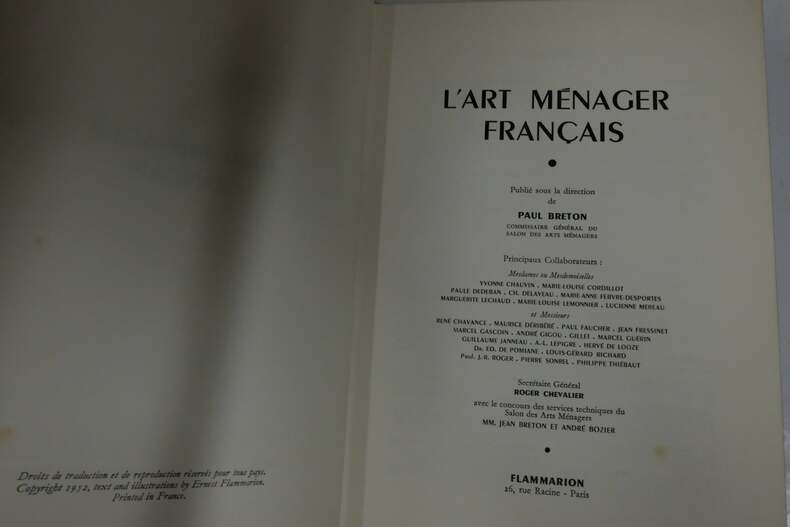 Droits de traduction et de reproduction réservés pour tous pays.
Copyright 1952, text and illustrations by Ernest Flammarion.
Printed in France.
L'ART MÉNAGER
FRANÇAIS
Publié sous la direction
de
PAUL BRETON
COMMISSAIRE GÉNÉRAL DU
SALON DES ARTS MÉNAGERS
Principaux Collaborateurs :
Mesdames ou Mesdemoiselles
YVONNE CHAUVIN . MARIE-LOUISE CORDILLOT
PAULE DEDEBAN . CH. DELAVEAU . MARIE-ANNE FEBVRE-DESPORTES
MARGUERITE LECHAUD . MARIE-LOUISE LEMONNIER . LUCIENNE MEREAU
et Messieurs
RENÉ CHAVANCE . MAURICE DÉRIBÉRÉ . PAUL FAUCHER . JEAN FRESSINET
MARCEL GASCOIN . ANDRÉ GIGOU . GILLET . MARCEL GUÉRIN
GUILLAUME JANNEAU . A.-L. LEPIGRE . HERVÉ DE LOOZE
Dr. ED. DE POMIANE . LOUIS-GÉRARD RICHARD
Prof. J.-H. ROGER . PIERRE SONREL . PHILIPPE THIÉBAUT
Secrétaire Général
ROGER CHEVALIER
avec le concours des services techniques du
Salon des Arts Ménagers
MM. JEAN BRETON ET ANDRÉ BOZIER
FLAMMARION
26, rue Racine - Paris